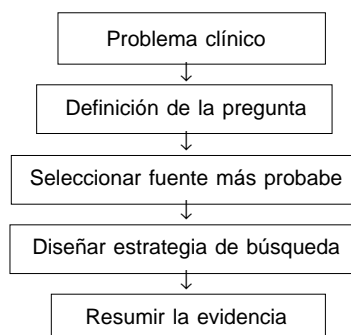 Problema clínico
Definición de la pregunta
Seleccionar fuente más probabe
Diseñar estrategia de búsqueda
Resumir la evidencia